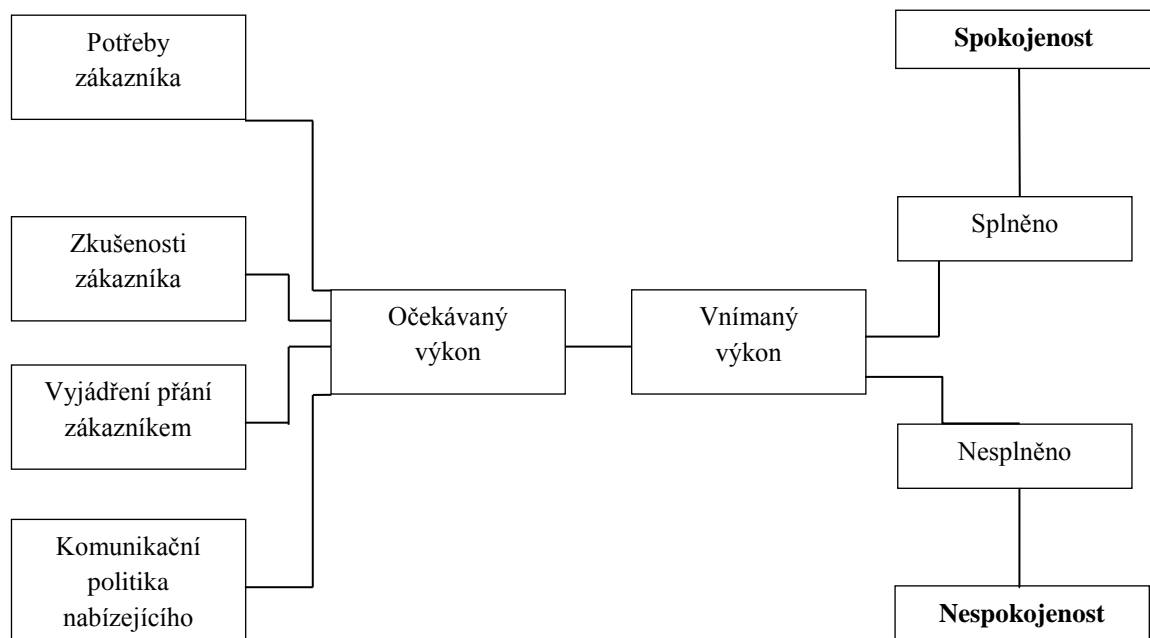 Potřeby
zákazníka
Zkušenosti
zákazníka
Vyjádření přání
zákazníkem
Komunikační
politika
nabízejícího
Očekávaný
výkon
Vnímaný
výkon
Spokojenost
Splněno
Nesplněno
Nespokojenost